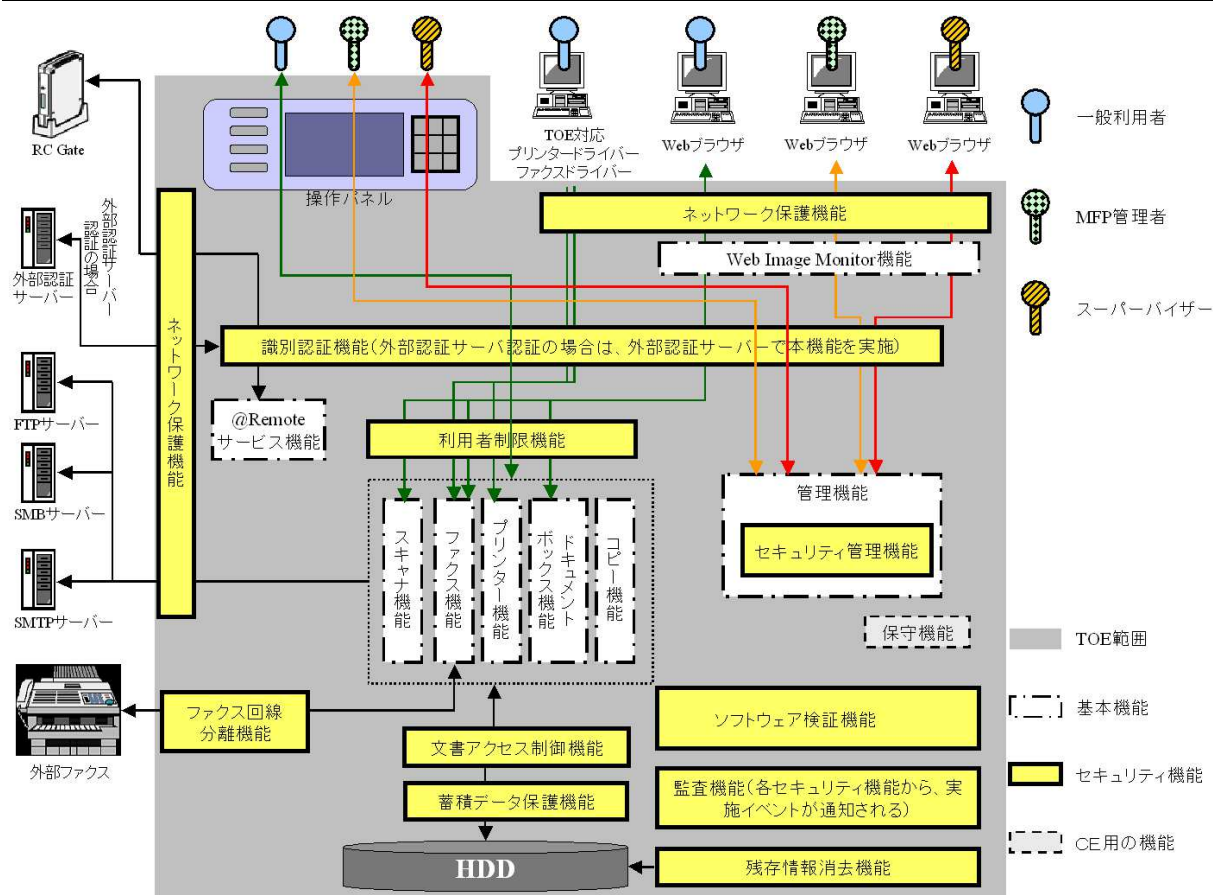 RC Gate
操作パネル
TOE対応
プリンタードライバー
ファクスドライバー
Webブラウザ
Webブラウザ
Webブラウザ
一般利用者
MFP管理者
スーパーバイザー
ネットワーク保護機能
Web Image Monitor機能
外部認証サーバー
認証の場合
外部認証
サーバー
ネットワーク保護機能
識別認証機能(外部認証サーバ認証の場合は、外部認証サーバーで本機能を実施)
FTPサーバー
@Remote
サービス機能
利用者制限機能
SMBサーバー
SMTPサーバー
スキャナ機能
ファクス機能
プリンター機能
ドキュメント
ボックス機能
コピー機能
管理機能
セキュリティ管理機能
保守機能
TOE範囲
基本機能
セキュリティ機能
CE用の機能
外部ファクス
ファクス回線
分離機能
文書アクセス制御機能
蓄積データ保護機能
HDD
ソフトウェア検証機能
監査機能(各セキュリティ機能から、実
施イベントが通知される)
残存情報消去機能